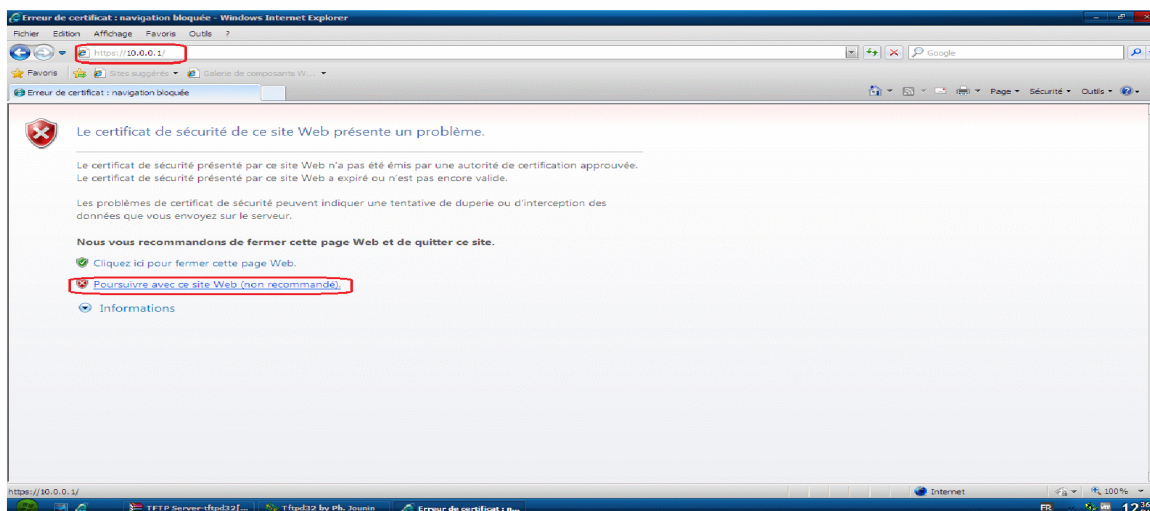 Erreur de certificat : navigation bloquée - Windows Internet Explorer
Fichier Edition Affichage Favoris Outils ?
https://10.0.0.1/
Google
Favoris Sites suggérés Galerie de composants W...
Erreur de certificat : navigation bloquée
Page Sécurité Outils
Le certificat de sécurité de ce site Web présente un problème.
Le certificat de sécurité présenté par ce site Web n'a pas été émis par une autorité de certification approuvée.
Le certificat de sécurité présenté par ce site Web a expiré ou n'est pas encore valide.
Les problèmes de certificat de sécurité peuvent indiquer une tentative de duperie ou d'interception des
données que vous envoyez sur le serveur.
Nous vous recommandons de fermer cette page Web et de quitter ce site.
Cliquez ici pour fermer cette page Web.
Poursuivre avec ce site Web (non recommandé).
Informations
https://10.0.0.1/
Internet 100%
TFTP Server-tftpd32[... Tftpd32 by Ph. Jounin Erreur de certificat : n...
FR 12:36